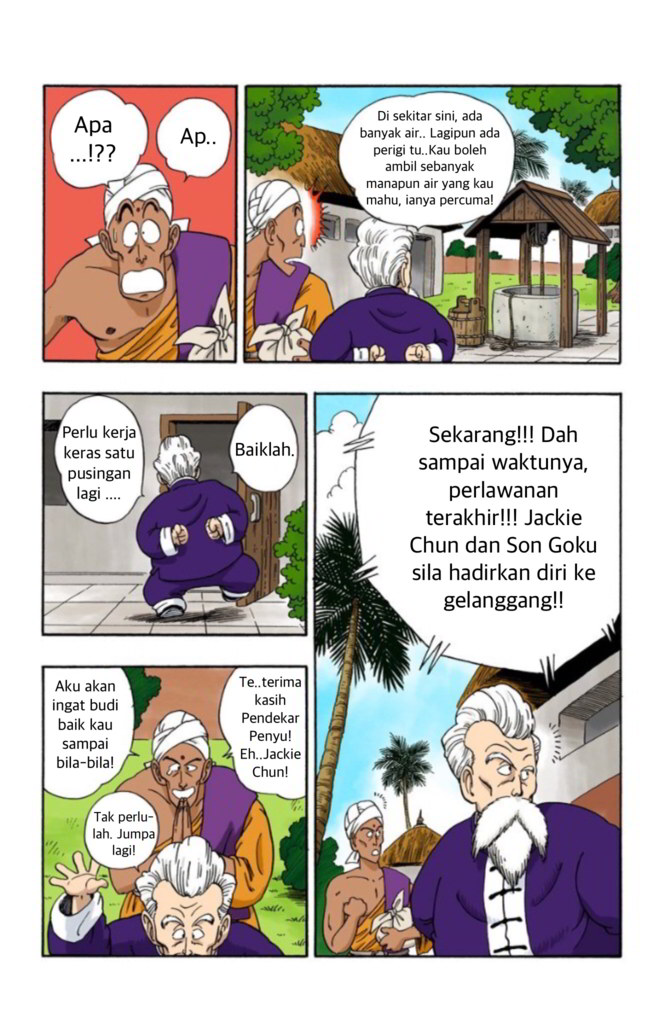 Di sekitar sini, ada
banyak air.. Lagipun ada
perigi tu..Kau boleh
ambil sebanyak
manapun air yang kau
mahu, ianya percuma!
Ap..
Apa
...!??
Sekarang!!! Dah
sampai waktunya,
perlawanan
terakhir!!! Jackie
Chun dan Son Goku
sila hadirkan diri ke
gelanggang!!
Baiklah.
Perlu kerja
keras satu
pusingan
lagi ....
Te..terima
kasih
Pendekar
Penyu!
Eh..Jackie
Chun!
Aku akan
ingat budi
baik kau
sampai
bila-bila!
Tak perlu-
lah. Jumpa
lagi!